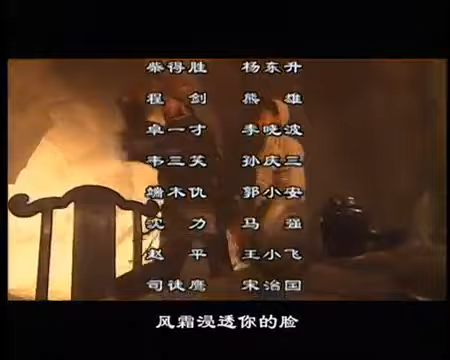 柴得胜 杨东升
程 剑 熊 雄
卓一才 李晓波
韦三笑 孙庆三
端木仇 郭小安
沈 力 马 强
赵 平 王小飞
司徒鹰 宋治国
风霜浸透你的脸